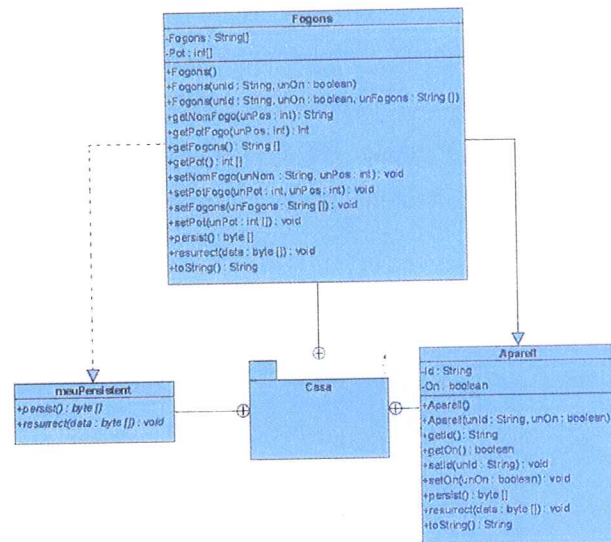 Fogons
-Fogons : String[]
-Pot : int[]
+Fogons()
+Fogons(unId : String, unOn : boolean)
+Fogons(unId : String, unOn : boolean, unFogons : String [])
+getNomFogo(unPos : int) : String
+getPotFogo(unPos : int) : int
+getFogons() : String []
+getPot() : int []
+setNomFogo(unNom : String, unPos : int) : void
+setPotFogo(unPot : int, unPos : int) : void
+setFogons(unFogons : String []) : void
+setPot(unPot : int []) : void
+persist() : byte []
+resurrect(data : byte []) : void
+toString() : String
meuPersistent
+persist() : byte []
+resurrect(data : byte []) : void
Casa
Aparell
-Id : String
-On : boolean
+Aparell()
+Aparell(unId : String, unOn : boolean)
+getId() : String
+getOn() : boolean
+setId(unId : String) : void
+setOn(unOn : boolean) : void
+persist() : byte []
+resurrect(data : byte []) : void
+toString() : String